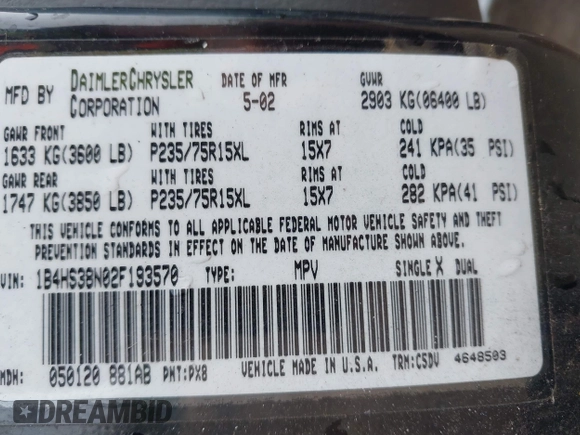 MFD BY DAIMLERCHRYSLER CORPORATION DATE OF MFR 5-02 GVWR 2903 KG(06400 LB)
GAWR FRONT WITH TIRES RIMS AT COLD
1633 KG(3600 LB) P235/75R15XL 15X7 241 KPA(35 PSI)
GAWR REAR WITH TIRES RIMS AT COLD
1747 KG(3850 LB) P235/75R15XL 15X7 282 KPA(41 PSI)
THIS VEHICLE CONFORMS TO ALL APPLICABLE FEDERAL MOTOR VEHICLE SAFETY AND THEFT
PREVENTION STANDARDS IN EFFECT ON THE DATE OF MANUFACTURE SHOWN ABOVE.
VIN: 1B4HS38N02F193570 TYPE: MPV SINGLE X DUAL
MDH: 050120 881AB PNT:PX8 VEHICLE MADE IN U.S.A. TRM:C5DV 4648503
DREAMBID